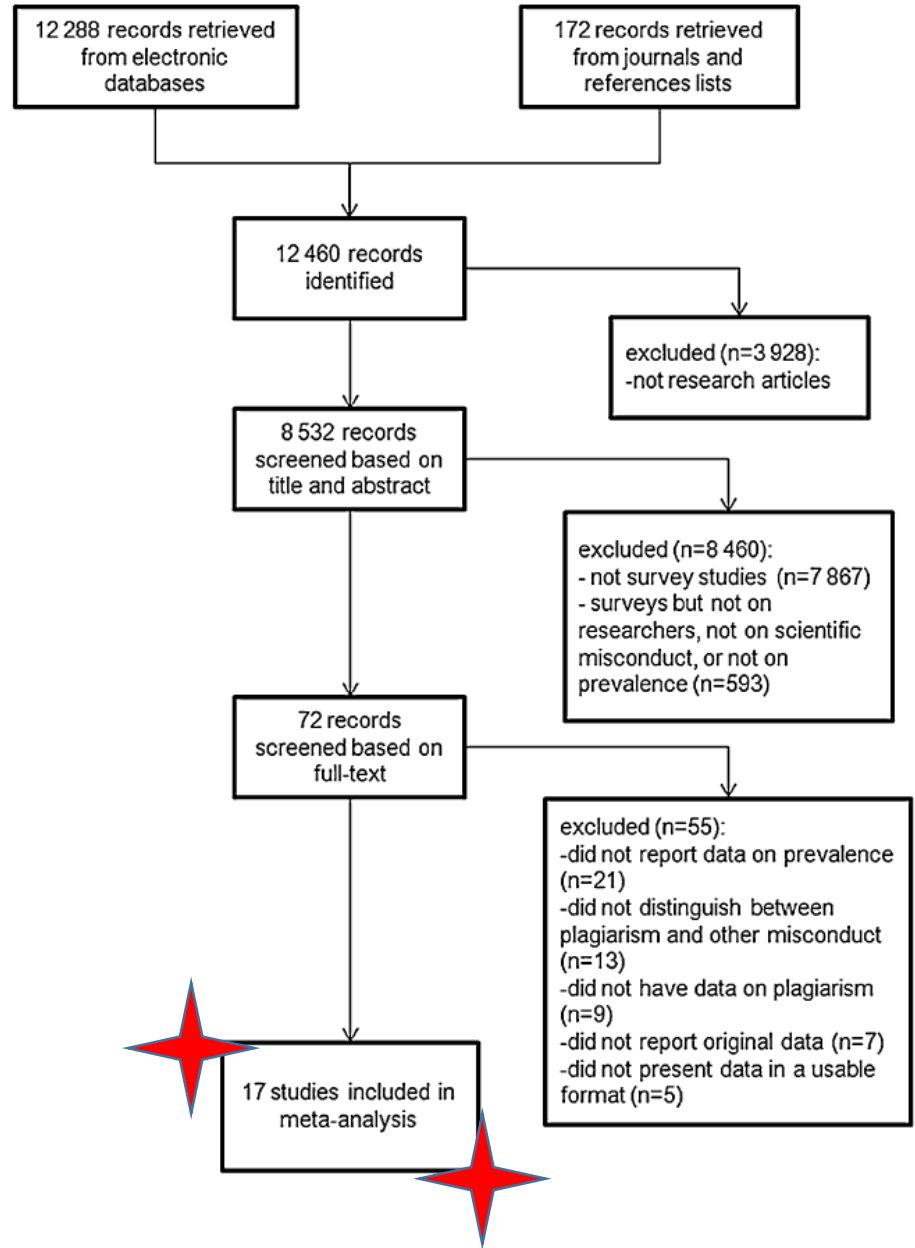 12 288 records retrieved
from electronic
databases
172 records retrieved
from journals and
references lists
12 460 records
identified
excluded (n=3 928):
-not research articles
8 532 records
screened based on
title and abstract
excluded (n=8 460):
- not survey studies (n=7 867)
- surveys but not on
researchers, not on scientific
misconduct, or not on
prevalence (n=593)
72 records
screened based on
full-text
excluded (n=55):
-did not report data on prevalence
(n=21)
-did not distinguish between
plagiarism and other misconduct
(n=13)
-did not have data on plagiarism
(n=9)
-did not report original data (n=7)
-did not present data in a usable
format (n=5)
17 studies included in
meta-analysis